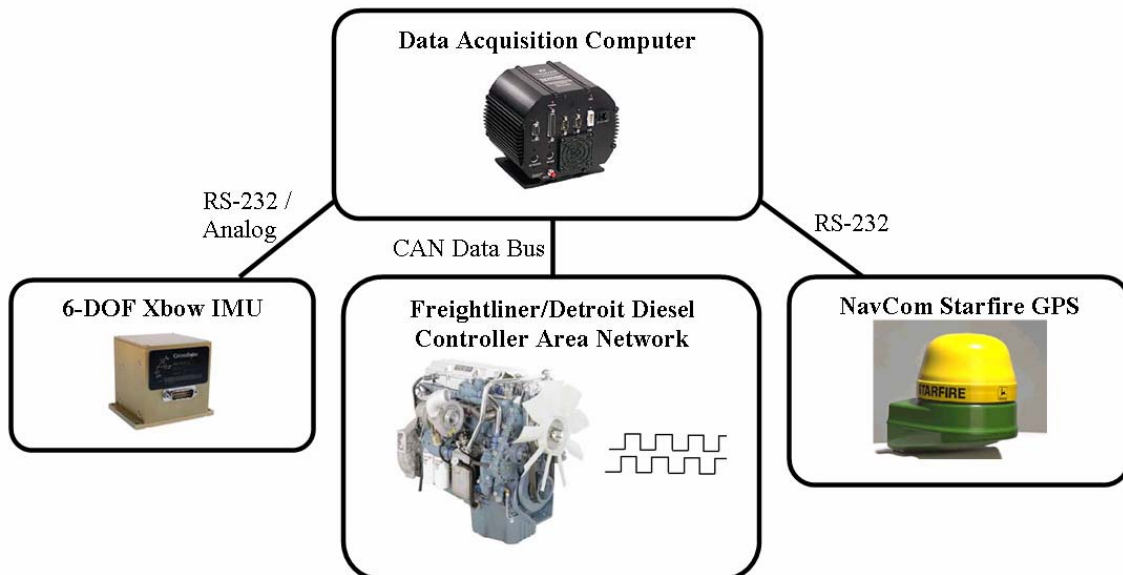 Data Acquisition Computer
RS-232 /
Analog
CAN Data Bus
RS-232
6-DOF Xbow IMU
Freightliner/Detroit Diesel
Controller Area Network
NavCom Starfire GPS
STARFIRE